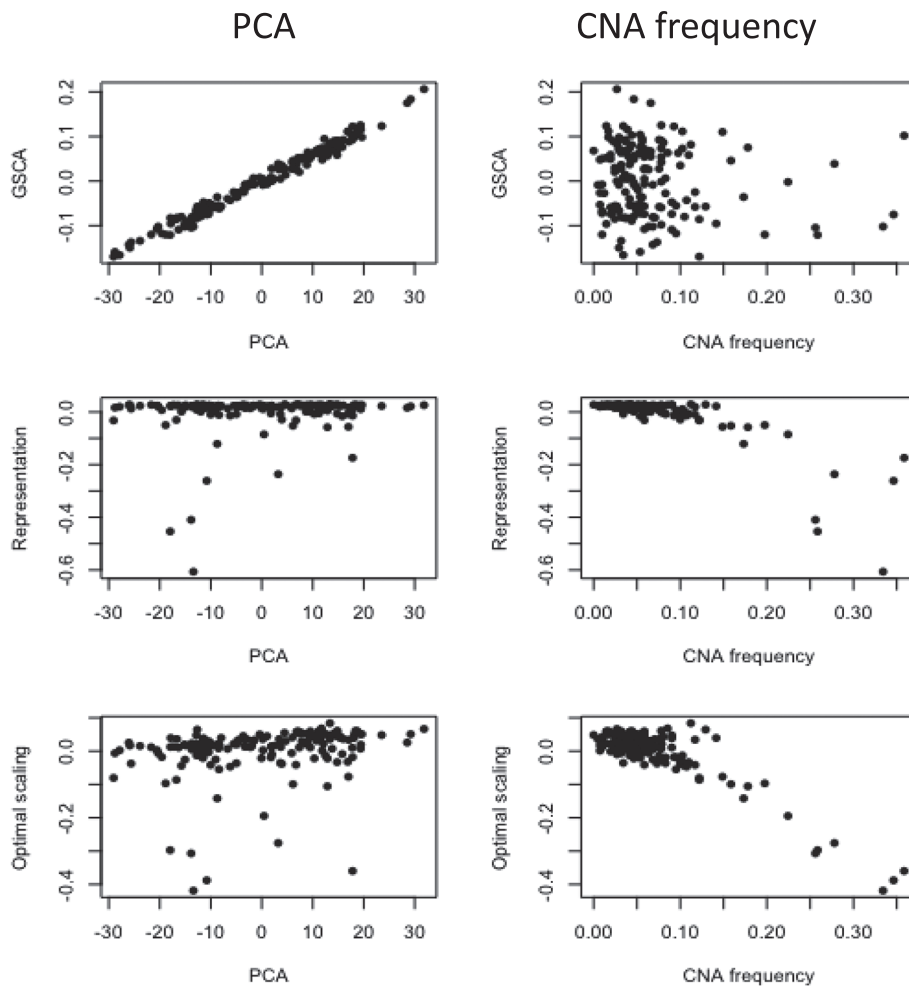 PCA CNA frequency
GSCA
0.2
0.1
0.0
-0.1
-30 -20 -10 0 10 20 30
PCA
GSCA
0.2
0.1
0.0
-0.1
0.00 0.10 0.20 0.30
CNA frequency
Representation
0.0
-0.2
-0.4
-0.6
-30 -20 -10 0 10 20 30
PCA
Representation
0.0
-0.2
-0.4
-0.6
0.00 0.10 0.20 0.30
CNA frequency
Optimal scaling
0.0
-0.2
-0.4
-30 -20 -10 0 10 20 30
PCA
Optimal scaling
0.0
-0.2
-0.4
0.00 0.10 0.20 0.30
CNA frequency